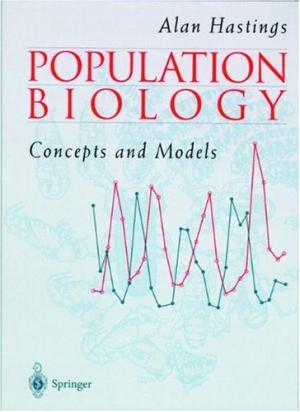 Alan Hastings
POPULATION
BIOLOGY
Concepts and Models
Springer